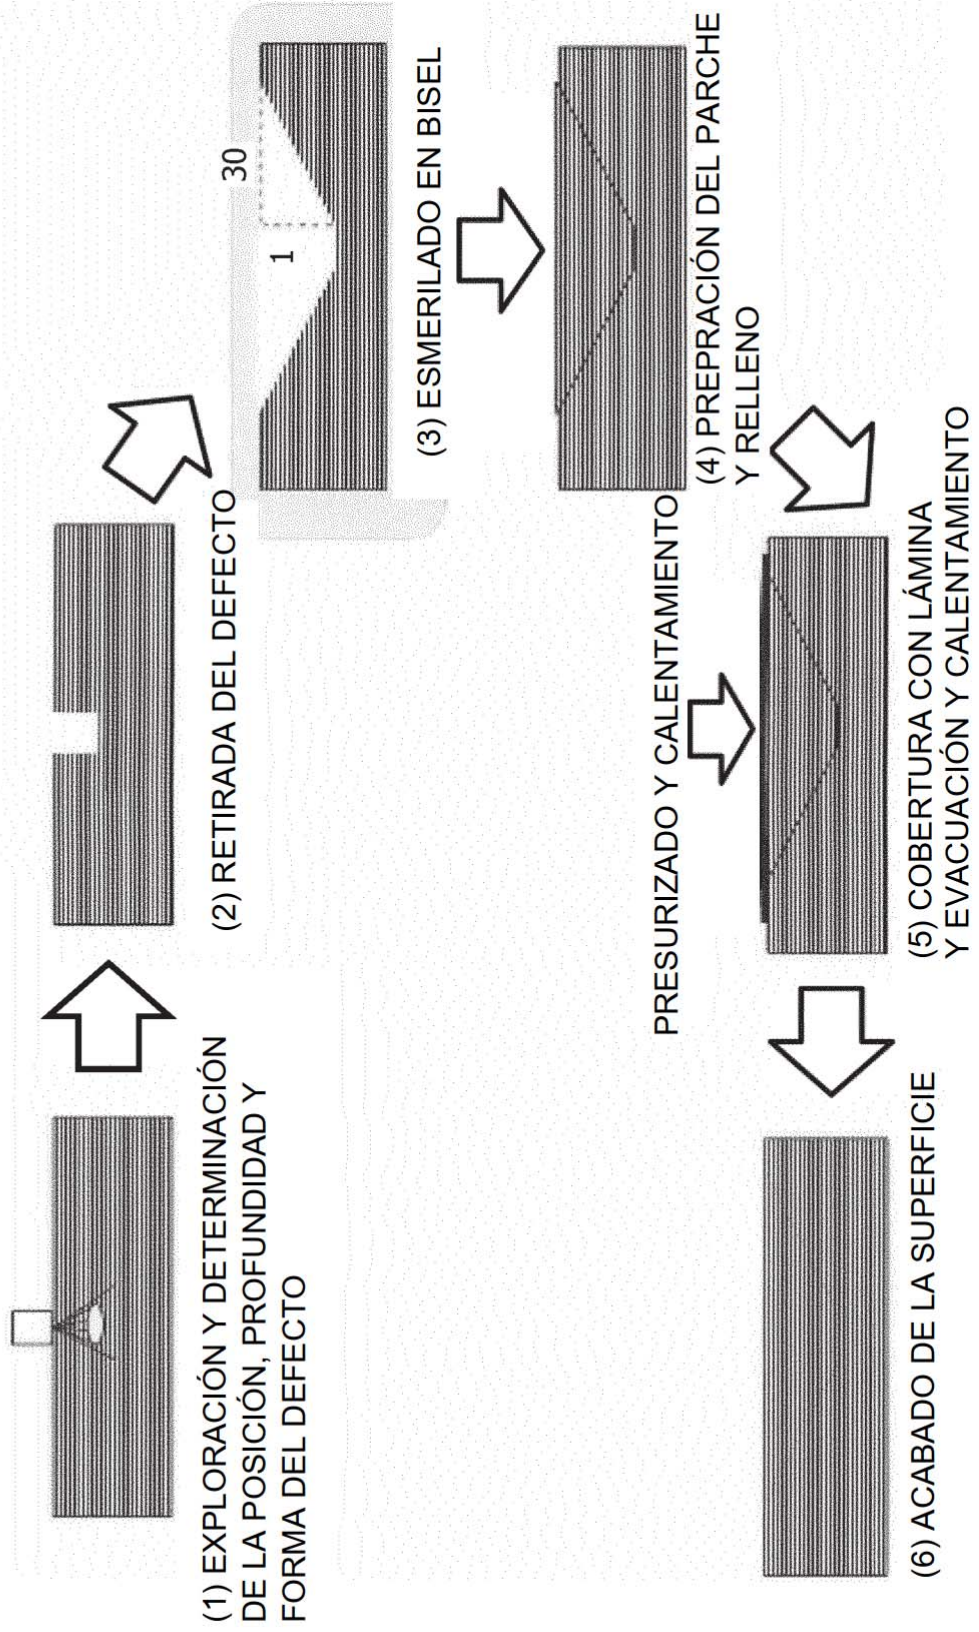 (1) EXPLORACIÓN Y DETERMINACIÓN
DE LA POSICIÓN, PROFUNDIDAD Y
FORMA DEL DEFECTO
(2) RETIRADA DEL DEFECTO
30
1
(3) ESMERILADO EN BISEL
(4) PREPRACIÓN DEL PARCHE
Y RELLENO
PRESURIZADO Y CALENTAMIENTO
(5) COBERTURA CON LÁMINA
Y EVACUACIÓN Y CALENTAMIENTO
(6) ACABADO DE LA SUPERFICIE